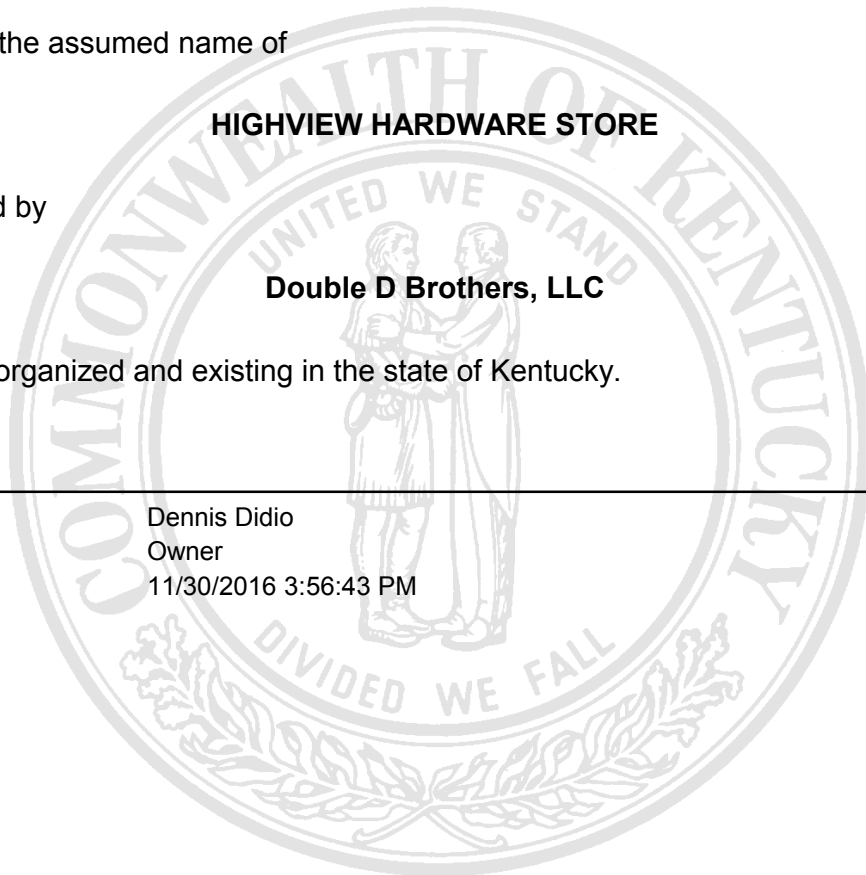 the assumed name of
HIGHVIEW HARDWARE STORE
d by
Double D Brothers, LLC
organized and existing in the state of Kentucky.
Dennis Didio
Owner
11/30/2016 3:56:43 PM
COMMONWEALTH OF KENTUCKY
UNITED WE STAND
DIVIDED WE FALL